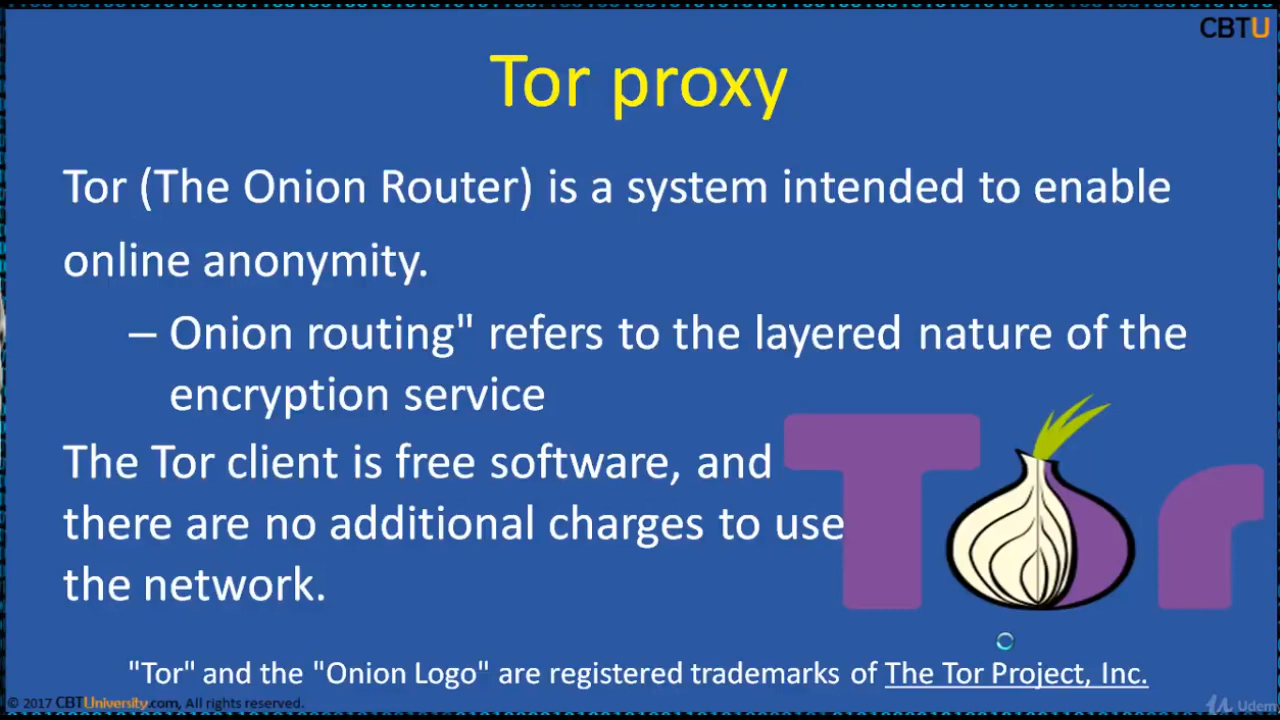 CBTU
Tor proxy
Tor (The Onion Router) is a system intended to enable
online anonymity.
– Onion routing" refers to the layered nature of the
encryption service
The Tor client is free software, and
there are no additional charges to use
the network.
Tor
"Tor" and the "Onion Logo" are registered trademarks of The Tor Project, Inc.
© 2017 CBTUniversity.com, All rights reserved.
Udem